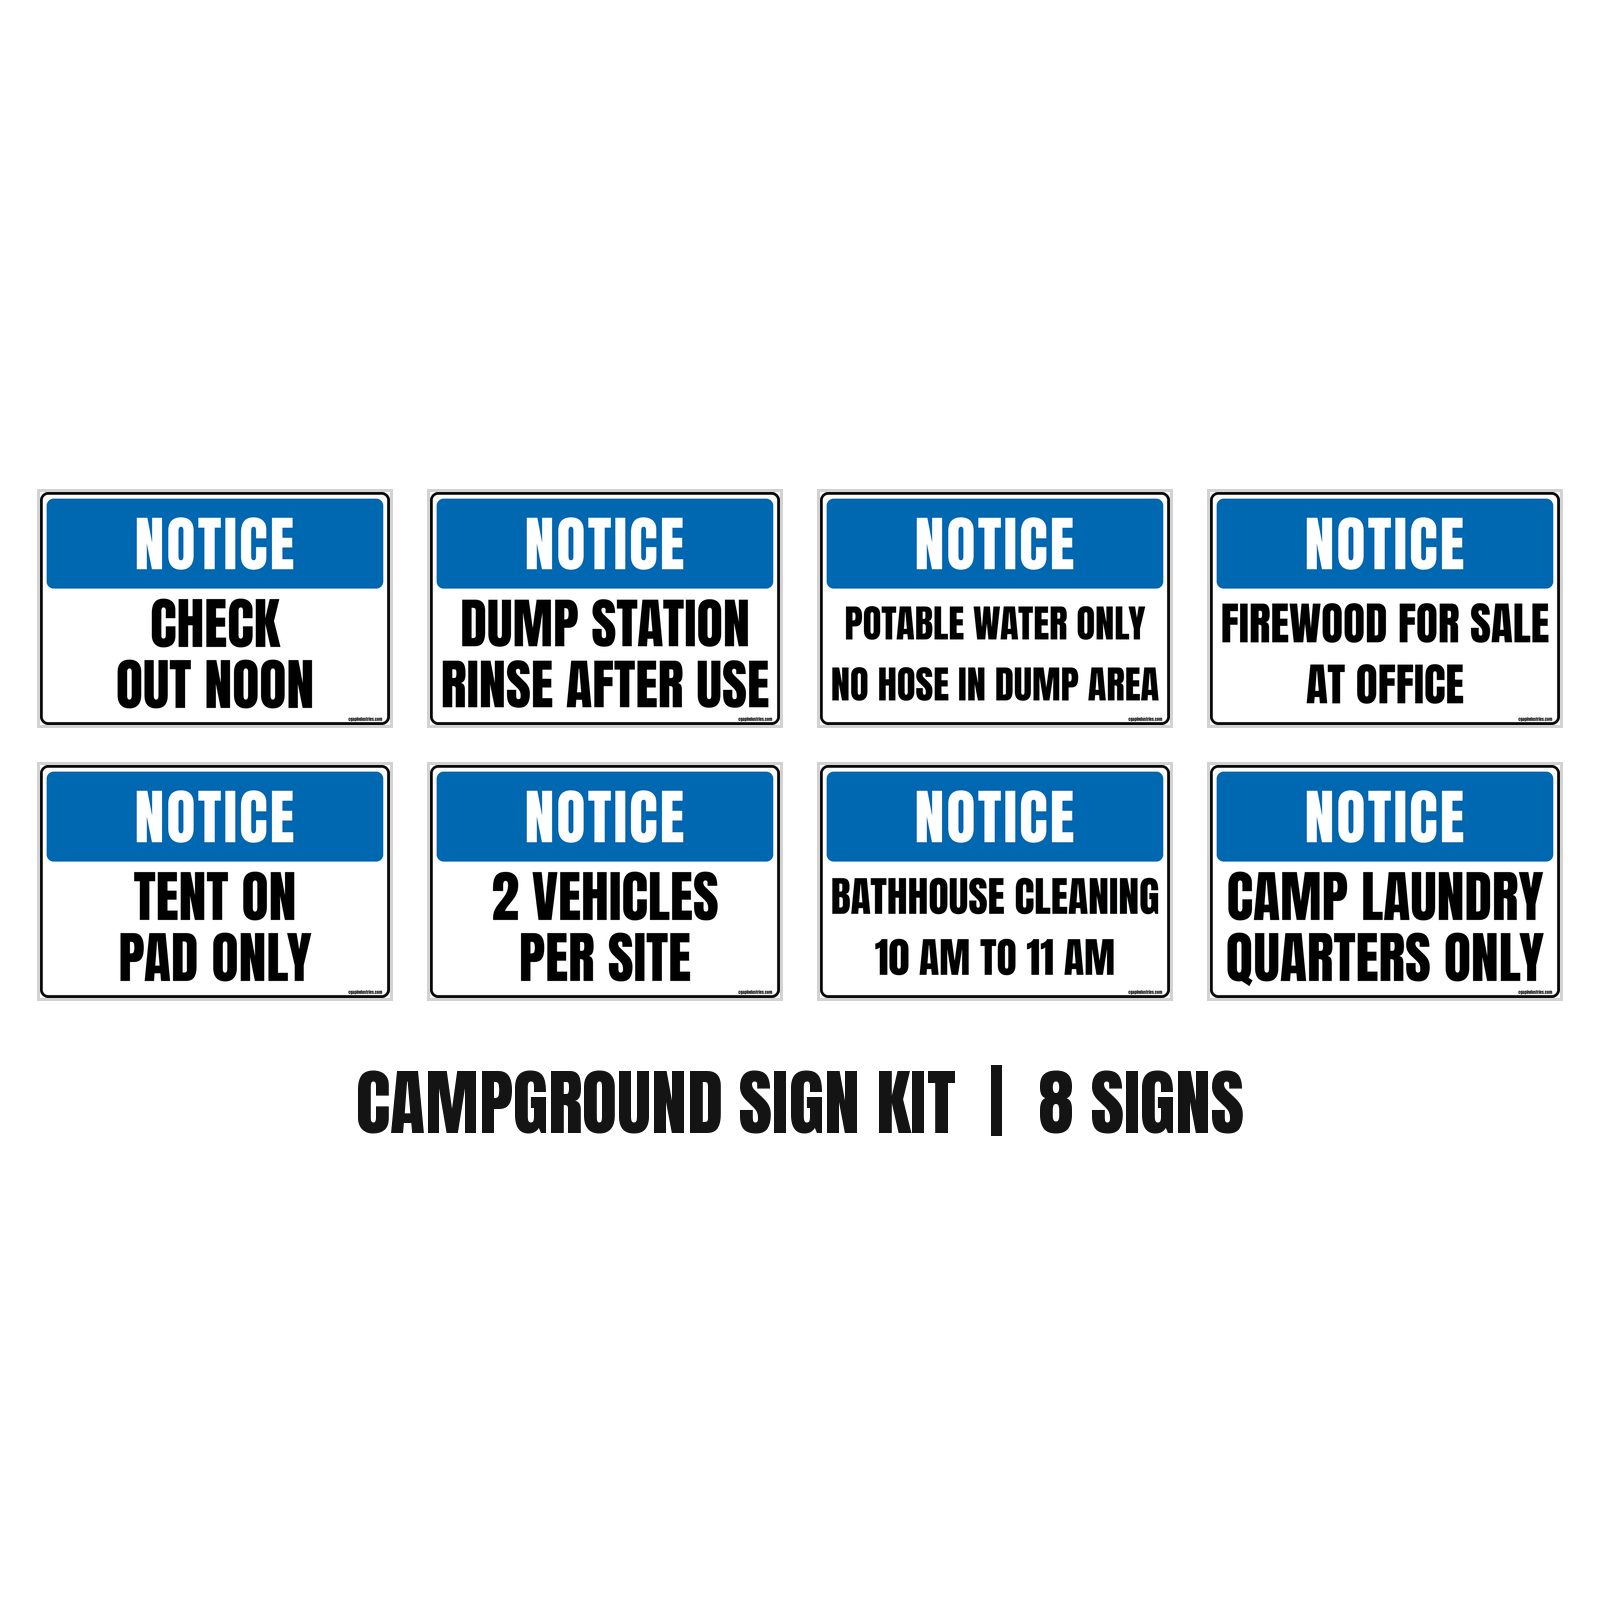 NOTICE
CHECK
OUT NOON
NOTICE
DUMP STATION
RINSE AFTER USE
NOTICE
POTABLE WATER ONLY
NO HOSE IN DUMP AREA
NOTICE
FIREWOOD FOR SALE
AT OFFICE
NOTICE
TENT ON
PAD ONLY
NOTICE
2 VEHICLES
PER SITE
NOTICE
BATHHOUSE CLEANING
10 AM TO 11 AM
NOTICE
CAMP LAUNDRY
QUARTERS ONLY
CAMPGROUND SIGN KIT | 8 SIGNS